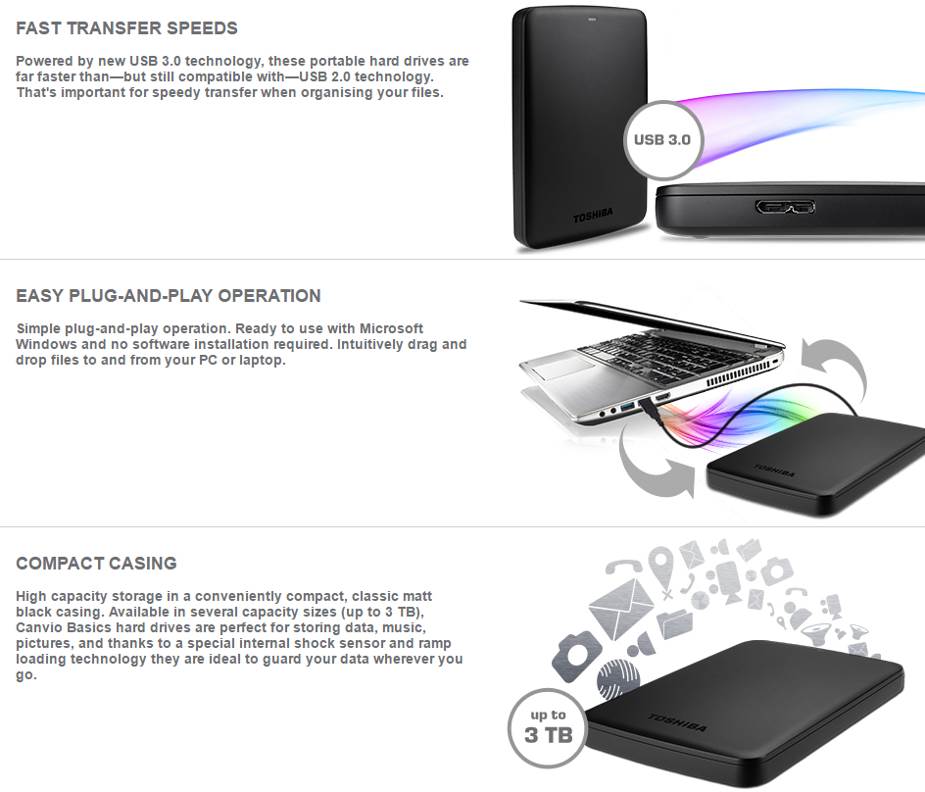 FAST TRANSFER SPEEDS
Powered by new USB 3.0 technology, these portable hard drives are
far faster than—but still compatible with—USB 2.0 technology.
That's important for speedy transfer when organising your files.
USB 3.0
TOSHIBA
EASY PLUG-AND-PLAY OPERATION
Simple plug-and-play operation. Ready to use with Microsoft
Windows and no software installation required. Intuitively drag and
drop files to and from your PC or laptop.
TOSHIBA
COMPACT CASING
High capacity storage in a conveniently compact, classic matt
black casing. Available in several capacity sizes (up to 3 TB),
Canvio Basics hard drives are perfect for storing data, music,
pictures, and thanks to a special internal shock sensor and ramp
loading technology they are ideal to guard your data wherever you
go.
up to
3 TB
TOSHIBA